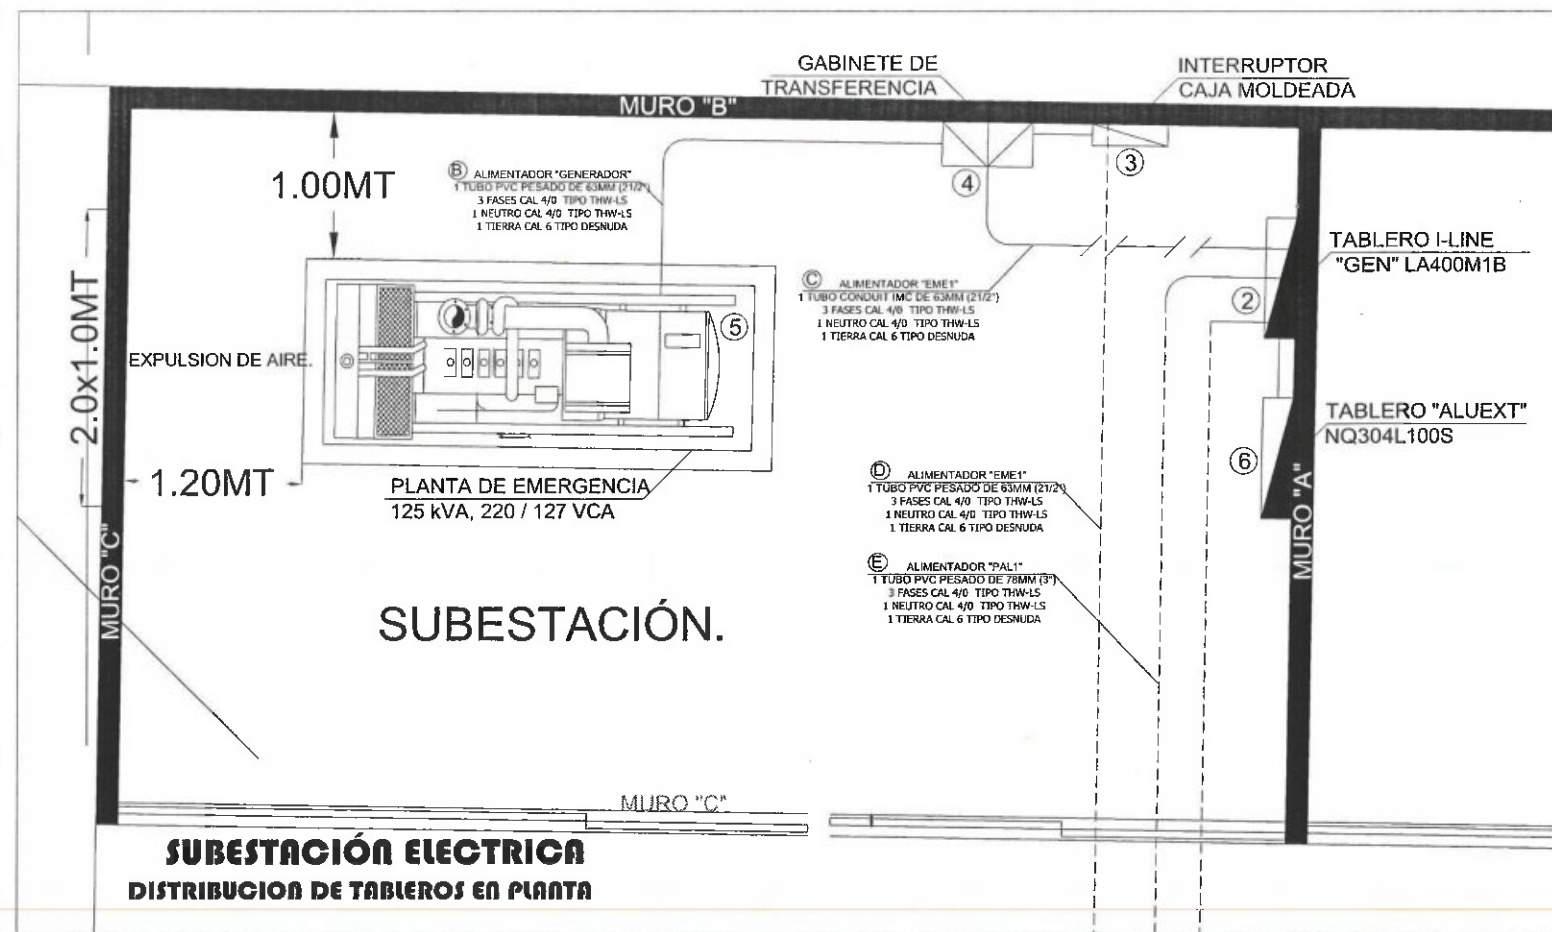 GABINETE DE
TRANSFERENCIA
INTERRUPTOR
CAJA MOLDEADA
MURO "B"
1.00MT
B ALIMENTADOR "GENERADOR"
1 TUBO PVC PESADO DE 63MM (21/2")
3 FASES CAL 4/0 TIPO THW-LS
1 NEUTRO CAL 4/0 TIPO THW-LS
1 TIERRA CAL 6 TIPO DESNUDA
4
3
TABLERO I-LINE
"GEN" LA400M1B
2
C ALIMENTADOR "EME1"
1 TUBO CONDUIT IMC DE 63MM (21/2")
3 FASES CAL 4/0 TIPO THW-LS
1 NEUTRO CAL 4/0 TIPO THW-LS
1 TIERRA CAL 6 TIPO DESNUDA
5
2.0x1.0MT
EXPULSION DE AIRE.
TABLERO "ALUEXT"
NQ304L100S
6
1.20MT
PLANTA DE EMERGENCIA
125 kVA, 220 / 127 VCA
D ALIMENTADOR "EME1"
1 TUBO PVC PESADO DE 63MM (21/2")
3 FASES CAL 4/0 TIPO THW-LS
1 NEUTRO CAL 4/0 TIPO THW-LS
1 TIERRA CAL 6 TIPO DESNUDA
MURO "A"
MURO "C"
E ALIMENTADOR "PAL1"
1 TUBO PVC PESADO DE 78MM (3")
3 FASES CAL 4/0 TIPO THW-LS
1 NEUTRO CAL 4/0 TIPO THW-LS
1 TIERRA CAL 6 TIPO DESNUDA
SUBESTACIÓN.
MURO "C"
SUBESTACIÓN ELECTRICA
DISTRIBUCION DE TABLEROS EN PLANTA